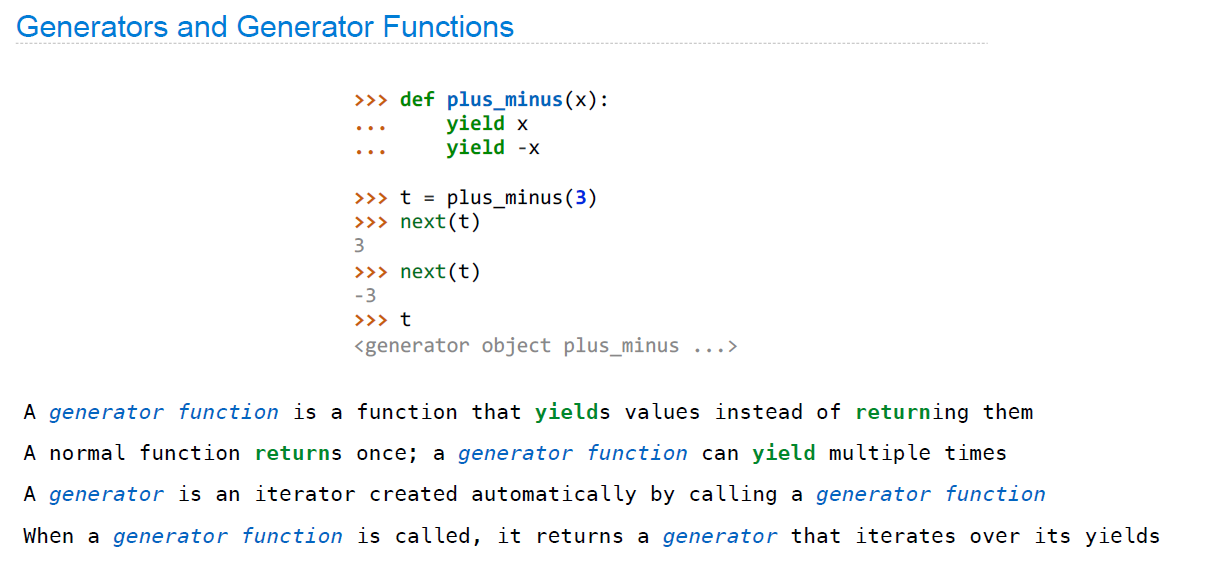 Generators and Generator Functions
>>> def plus_minus(x):
...     yield x
...     yield -x
>>> t = plus_minus(3)
>>> next(t)
3
>>> next(t)
-3
>>> t
<generator object plus_minus ...>
A generator function is a function that yields values instead of returning them
A normal function returns once; a generator function can yield multiple times
A generator is an iterator created automatically by calling a generator function
When a generator function is called, it returns a generator that iterates over its yields